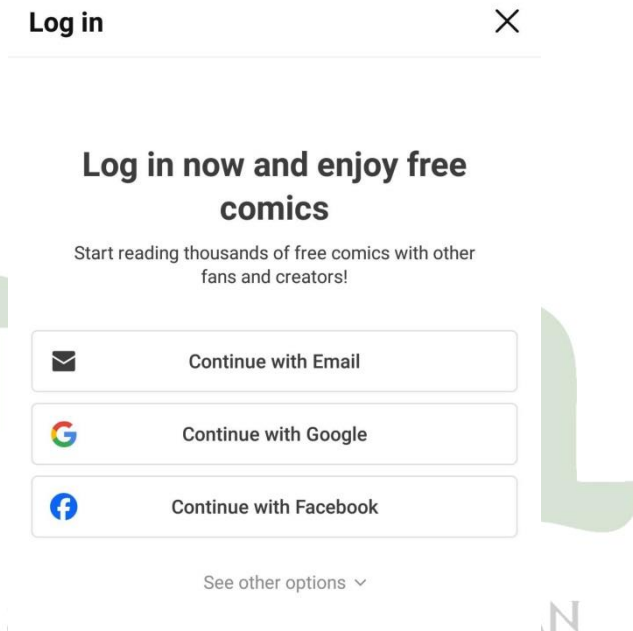 Log in
Log in now and enjoy free
comics
Start reading thousands of free comics with other
fans and creators!
Continue with Email
Continue with Google
Continue with Facebook
See other options
N